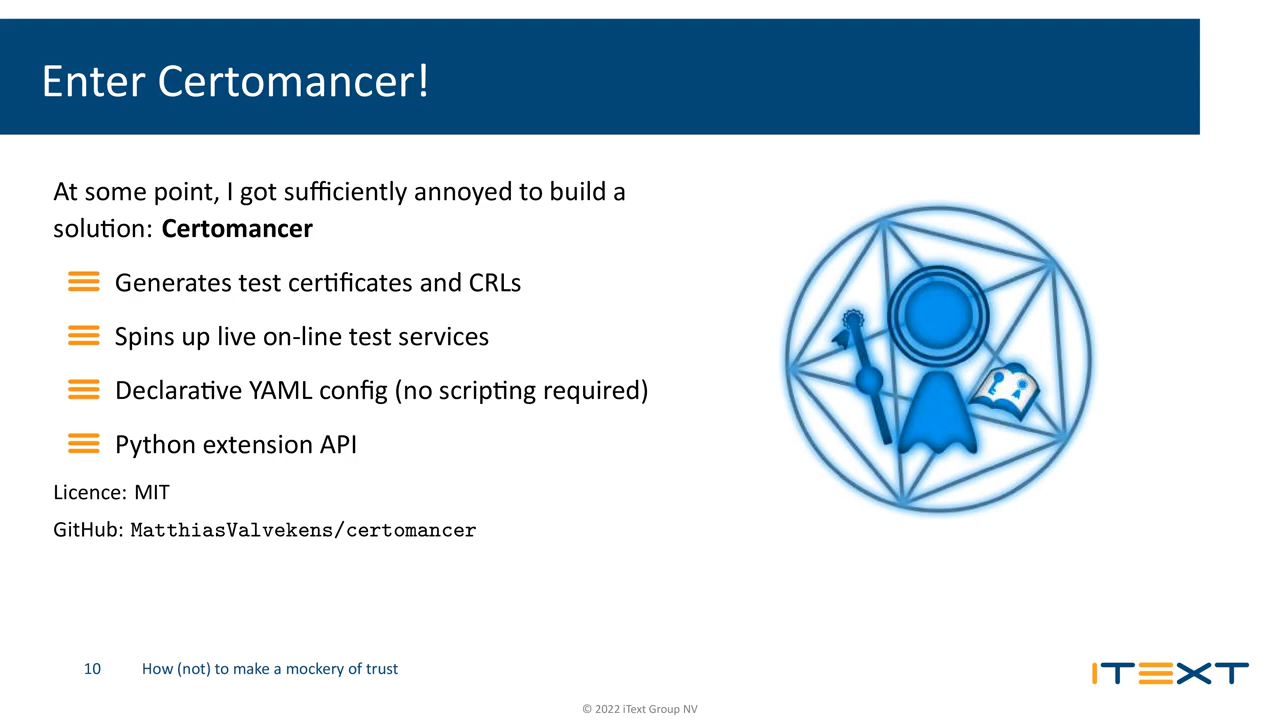 Enter Certomancer!
At some point, I got sufficiently annoyed to build a
solution: Certomancer
Generates test certificates and CRLs
Spins up live on-line test services
Declarative YAML config (no scripting required)
Python extension API
Licence: MIT
GitHub: MatthiasValvekens/certomancer
10 How (not) to make a mockery of trust
ITEXT
© 2022 iText Group NV